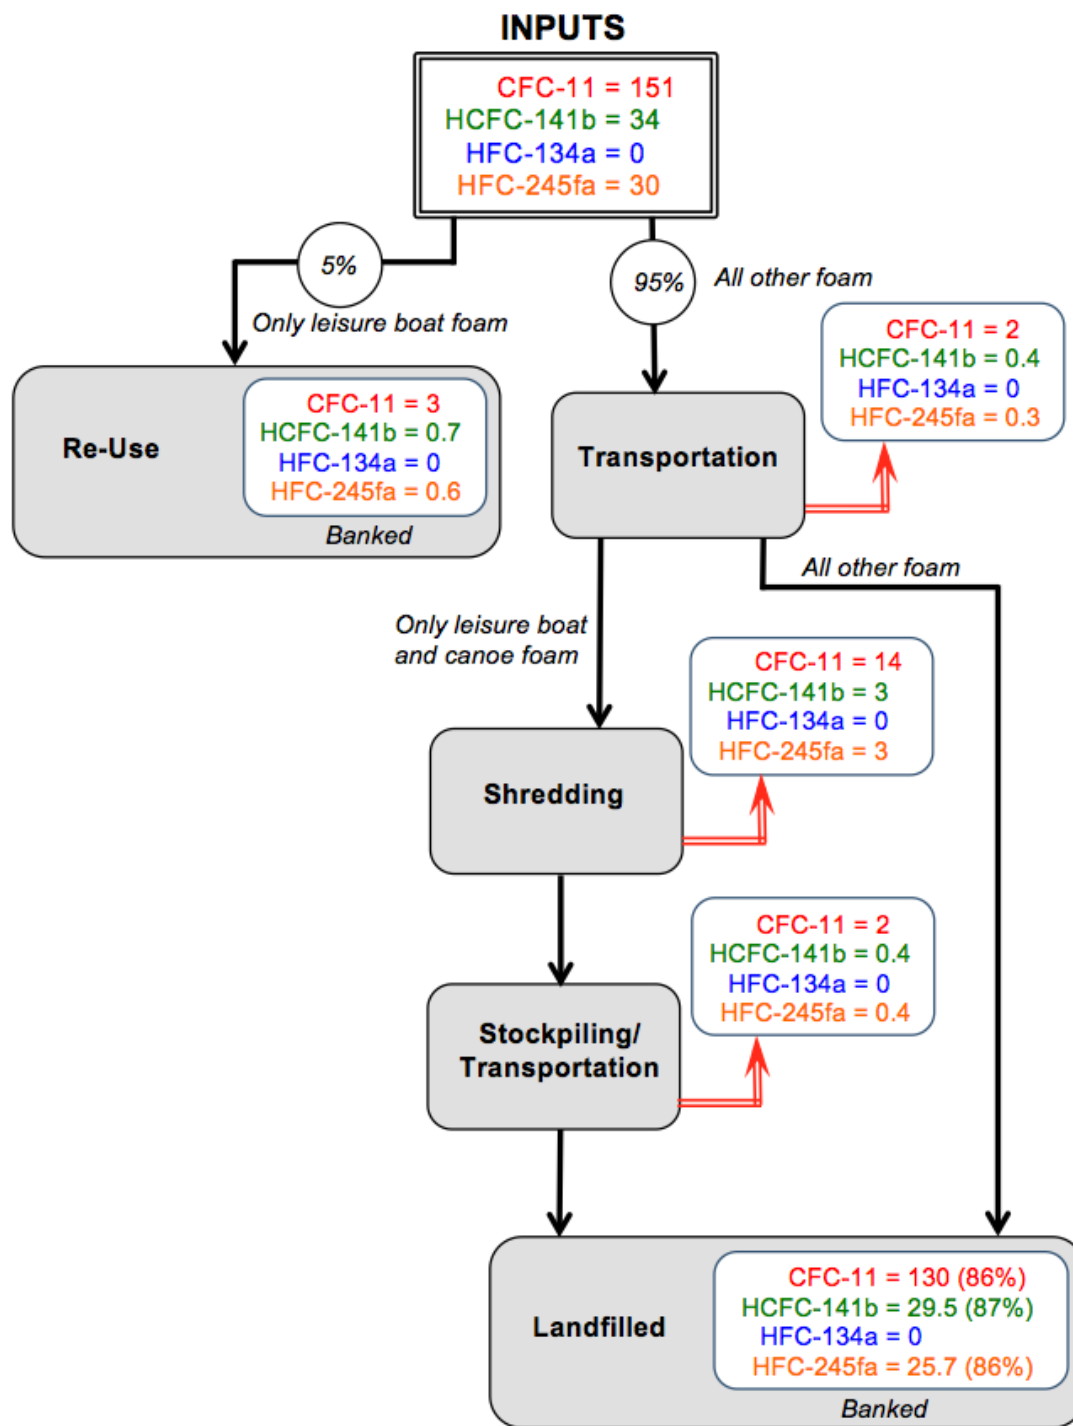 INPUTS
CFC-11 = 151
HCFC-141b = 34
HFC-134a = 0
HFC-245fa = 30
5%
95%
All other foam
Only leisure boat foam
CFC-11 = 2
HCFC-141b = 0.4
HFC-134a = 0
HFC-245fa = 0.3
Re-Use
CFC-11 = 3
HCFC-141b = 0.7
HFC-134a = 0
HFC-245fa = 0.6
Banked
Transportation
All other foam
Only leisure boat
and canoe foam
CFC-11 = 14
HCFC-141b = 3
HFC-134a = 0
HFC-245fa = 3
Shredding
CFC-11 = 2
HCFC-141b = 0.4
HFC-134a = 0
HFC-245fa = 0.4
Stockpiling/
Transportation
Landfilled
CFC-11 = 130 (86%)
HCFC-141b = 29.5 (87%)
HFC-134a = 0
HFC-245fa = 25.7 (86%)
Banked